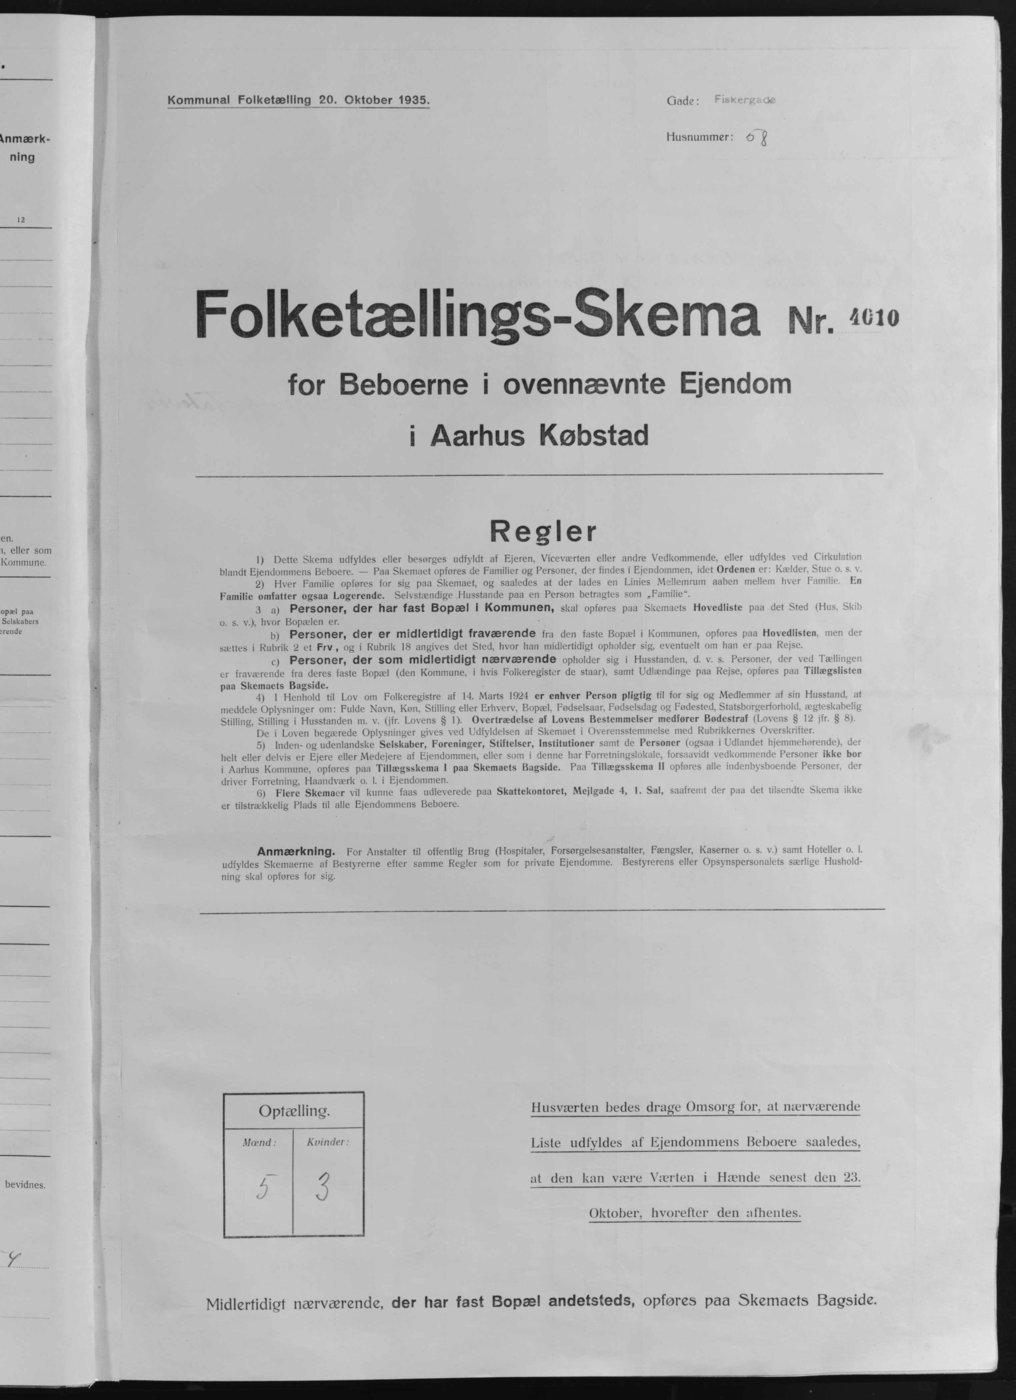 Anmærk-
ning
12
en.
n, eller som
Kommune.
opæl paa
Selskabers
erende
bevidnes.
4
Kommunal Folketælling 20. Oktober 1935.
Gade: Fiskergade
Husnummer: 58
Folketællings-Skema Nr. 4010
for Beboerne i ovennævnte Ejendom
i Aarhus Købstad
Regler
1) Dette Skema udfyldes eller besørges udfyldt af Ejeren, Viceværten eller andre Vedkommende, eller udfyldes ved Cirkulation
blandt Ejendommens Beboere. — Paa Skemaet opføres de Familier og Personer, der findes i Ejendommen, idet Ordenen er: Kælder, Stue o. s. v.
2) Hver Familie opføres for sig paa Skemaet, og saaledes at der lades en Linies Mellemrum aaben mellem hver Familie. En
Familie omfatter ogsaa Logerende. Selvstændige Husstande paa en Person betragtes som „Familie“.
3 a) Personer, der har fast Bopæl i Kommunen, skal opføres paa Skemaets Hovedliste paa det Sted (Hus, Skib
o. s. v.), hvor Bopælen er.
b) Personer, der er midlertidigt fraværende fra den faste Bopæl i Kommunen, opføres paa Hovedlisten, men der
sættes i Rubrik 2 et Frv., og i Rubrik 18 angives det Sted, hvor han midlertidigt opholder sig, eventuelt om han er paa Rejse.
c) Personer, der som midlertidigt nærværende opholder sig i Husstanden, d. v. s. Personer, der ved Tællingen
er fraværende fra deres faste Bopæl (den Kommune, i hvis Folkeregister de staar), samt Udlændinge paa Rejse, opføres paa Tillægslisten
paa Skemaets Bagside.
4) I Henhold til Lov om Folkeregistre af 14. Marts 1924 er enhver Person pligtig til for sig og Medlemmer af sin Husstand, at
meddele Oplysninger om: Fulde Navn, Køn, Stilling eller Erhverv, Bopæl, Fødselsaar, Fødselsdag og Fødested, Statsborgerforhold, ægteskabelig
Stilling, Stilling i Husstanden m. v. (jfr. Lovens § 1). Overtrædelse af Lovens Bestemmelser medfører Bødestraf (Lovens § 12 jfr. § 8).
De i Loven begærede Oplysninger gives ved Udfyldelsen af Skemaet i Overensstemmelse med Rubrikkernes Overskrifter.
5) Inden- og udenlandske Selskaber, Foreninger, Stiftelser, Institutioner samt de Personer (ogsaa i Udlandet hjemmehørende), der
helt eller delvis er Ejere eller Medejere af Ejendommen, eller som i denne har Forretningslokale, forsaavidt vedkommende Personer ikke bor
i Aarhus Kommune, opføres paa Tillægsskema I paa Skemaets Bagside. Paa Tillægsskema II opføres alle indenbysboende Personer, der
driver Forretning, Haandværk o. l. i Ejendommen.
6) Flere Skemaer vil kunne faas udleverede paa Skattekontoret, Mejlgade 4, 1. Sal, saafremt der paa det tilsendte Skema ikke
er tilstrækkelig Plads til alle Ejendommens Beboere.
Anmærkning. For Anstalter til offentlig Brug (Hospitaler, Forsørgelsesanstalter, Fængsler, Kaserner o. s. v.) samt Hoteller o. l.
udfyldes Skemaerne af Bestyrerne efter samme Regler som for private Ejendomme. Bestyrerens eller Opsynspersonalets særlige Hushold-
ning skal opføres for sig.
Optælling.
Mænd: Kvinder:
5 3
Husværten bedes drage Omsorg for, at nærværende
Liste udfyldes af Ejendommens Beboere saaledes,
at den kan være Værten i Hænde senest den 23.
Oktober, hvorefter den afhentes.
Midlertidigt nærværende, der har fast Bopæl andetsteds, opføres paa Skemaets Bagside.